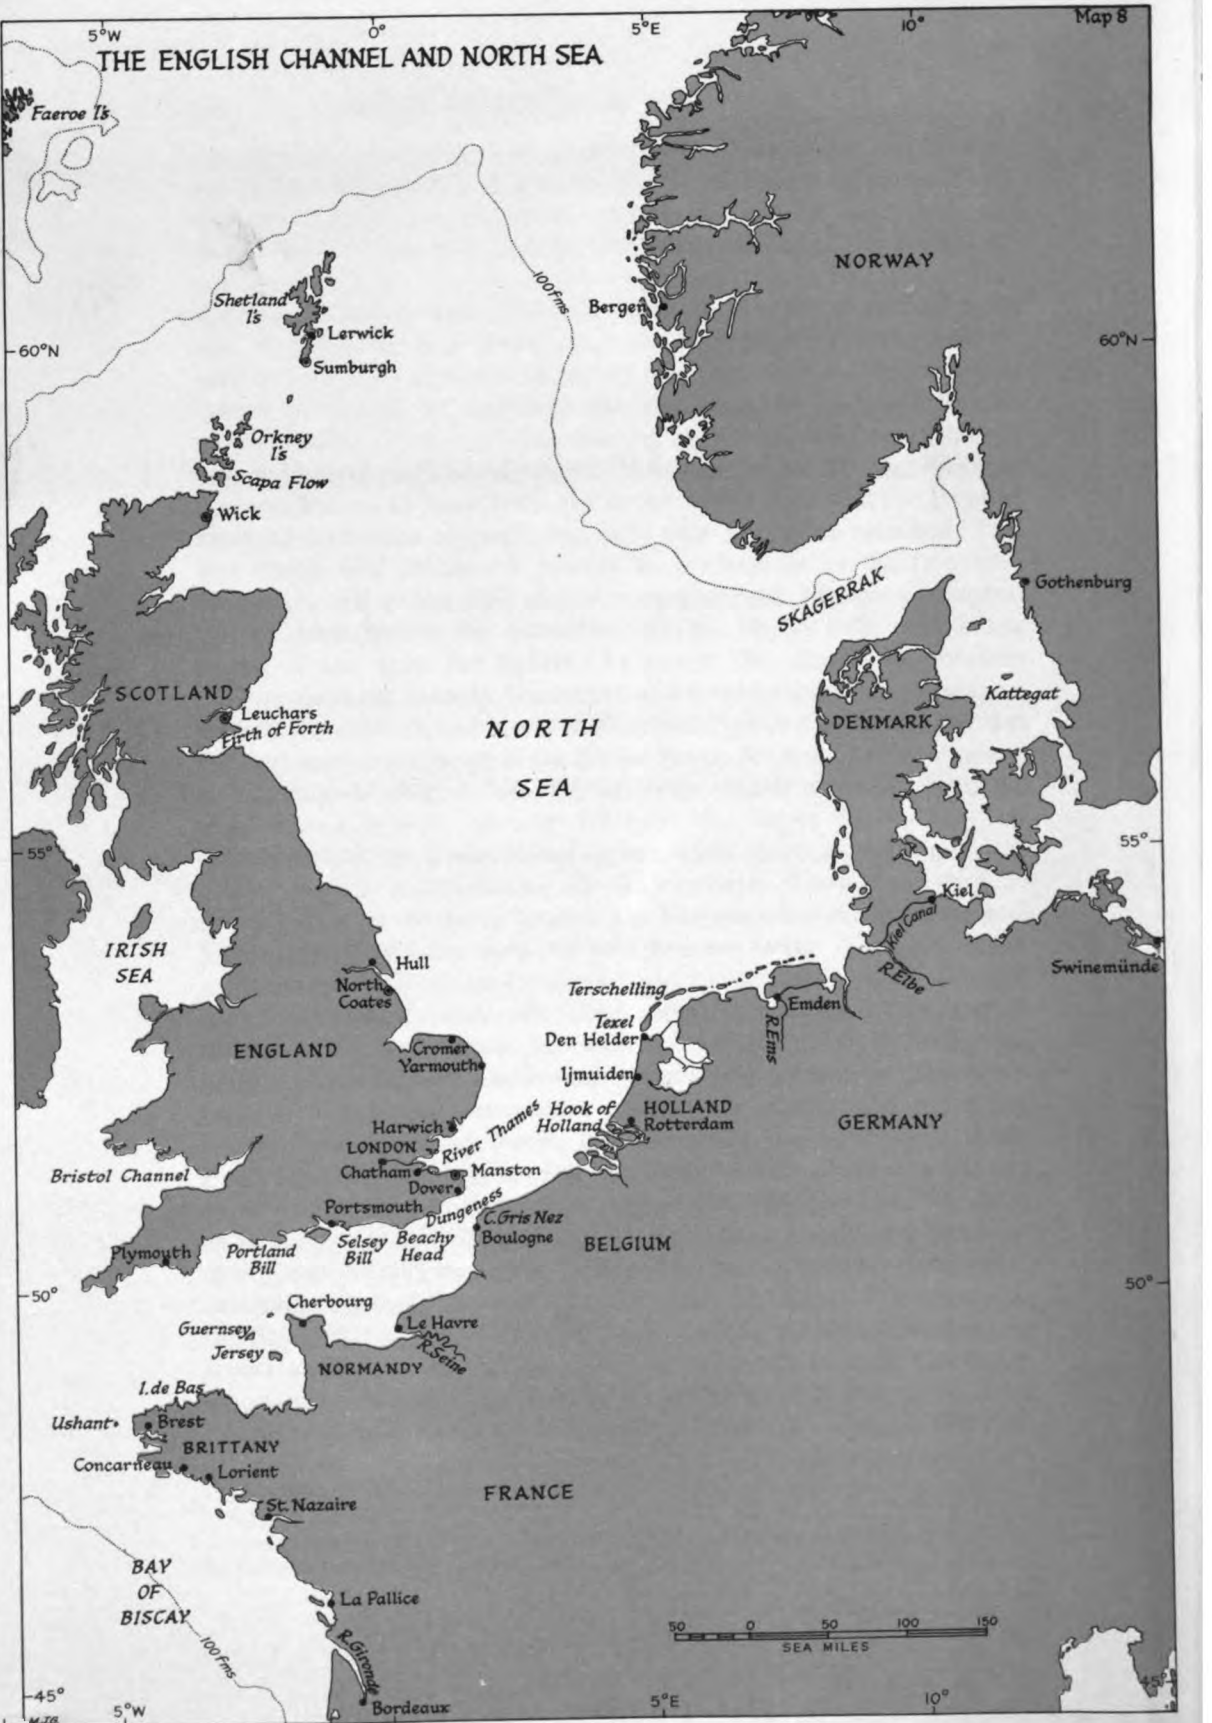 Map 8
5°W
0°
5°E
10°
THE ENGLISH CHANNEL AND NORTH SEA
Faeroe I's
100 fms
NORWAY
Shetland
I's
Bergen
Lerwick
Sumburgh
60°N
60°N
Orkney
I's
Scapa Flow
Wick
SKAGERRAK
Gothenburg
SCOTLAND
Leuchars
Firth of Forth
NORTH
SEA
Kattegat
DENMARK
55°
55°
Kiel
Kiel Canal
IRISH
SEA
Hull
North
Coates
Swinemünde
R. Elbe
Terschelling
Emden
R. Ems
Texel
Den Helder
ENGLAND
Cromer
Yarmouth
Ijmuiden
Harwich
River Thames
Hook of
Holland
HOLLAND
Rotterdam
GERMANY
LONDON
Bristol Channel
Chatham
Manston
Dover
Portsmouth
Dungeness
C. Gris Nez
Boulogne
BELGIUM
Plymouth
Portland
Bill
Selsey
Bill
Beachy
Head
50°
50°
Cherbourg
Guernsey
Le Havre
Jersey
R. Seine
NORMANDY
I. de Bas
Ushant
Brest
BRITTANY
Concarneau
Lorient
FRANCE
St. Nazaire
BAY
OF
BISCAY
100 fms
La Pallice
R. Gironde
50 0 50 100 150
SEA MILES
45°
45°
Bordeaux
5°W
5°E
10°